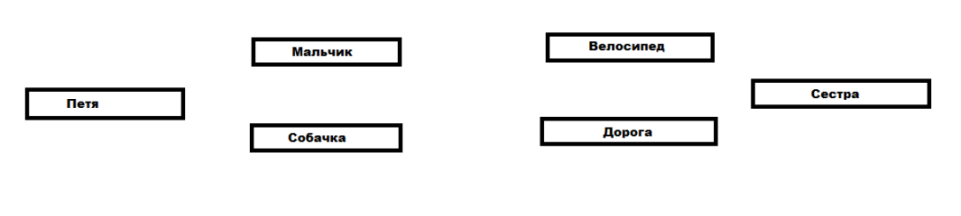 Петя
Мальчик
Собачка
Велосипед
Дорога
Сестра